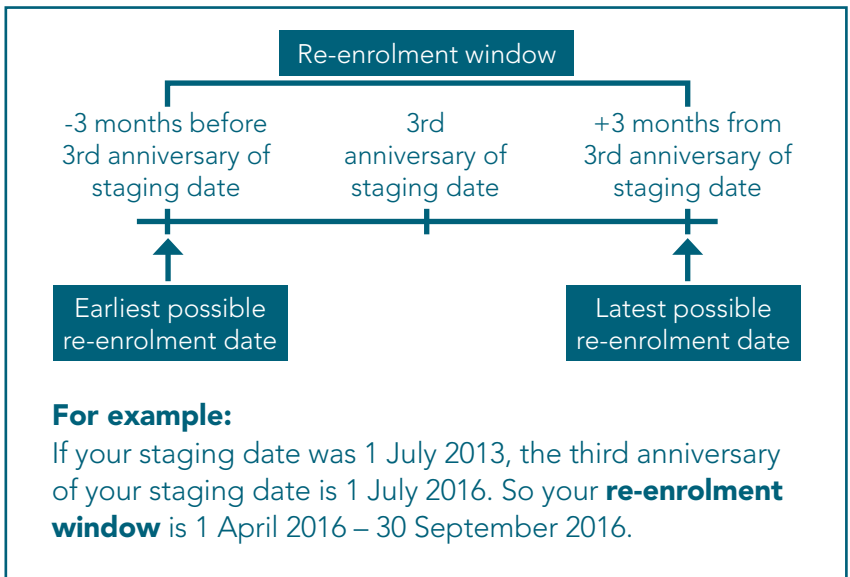 Re-enrolment window
-3 months before
3rd anniversary of
staging date
3rd
anniversary of
staging date
+3 months from
3rd anniversary of
staging date
Earliest possible
re-enrolment date
Latest possible
re-enrolment date
For example:
If your staging date was 1 July 2013, the third anniversary
of your staging date is 1 July 2016. So your re-enrolment
window is 1 April 2016 – 30 September 2016.